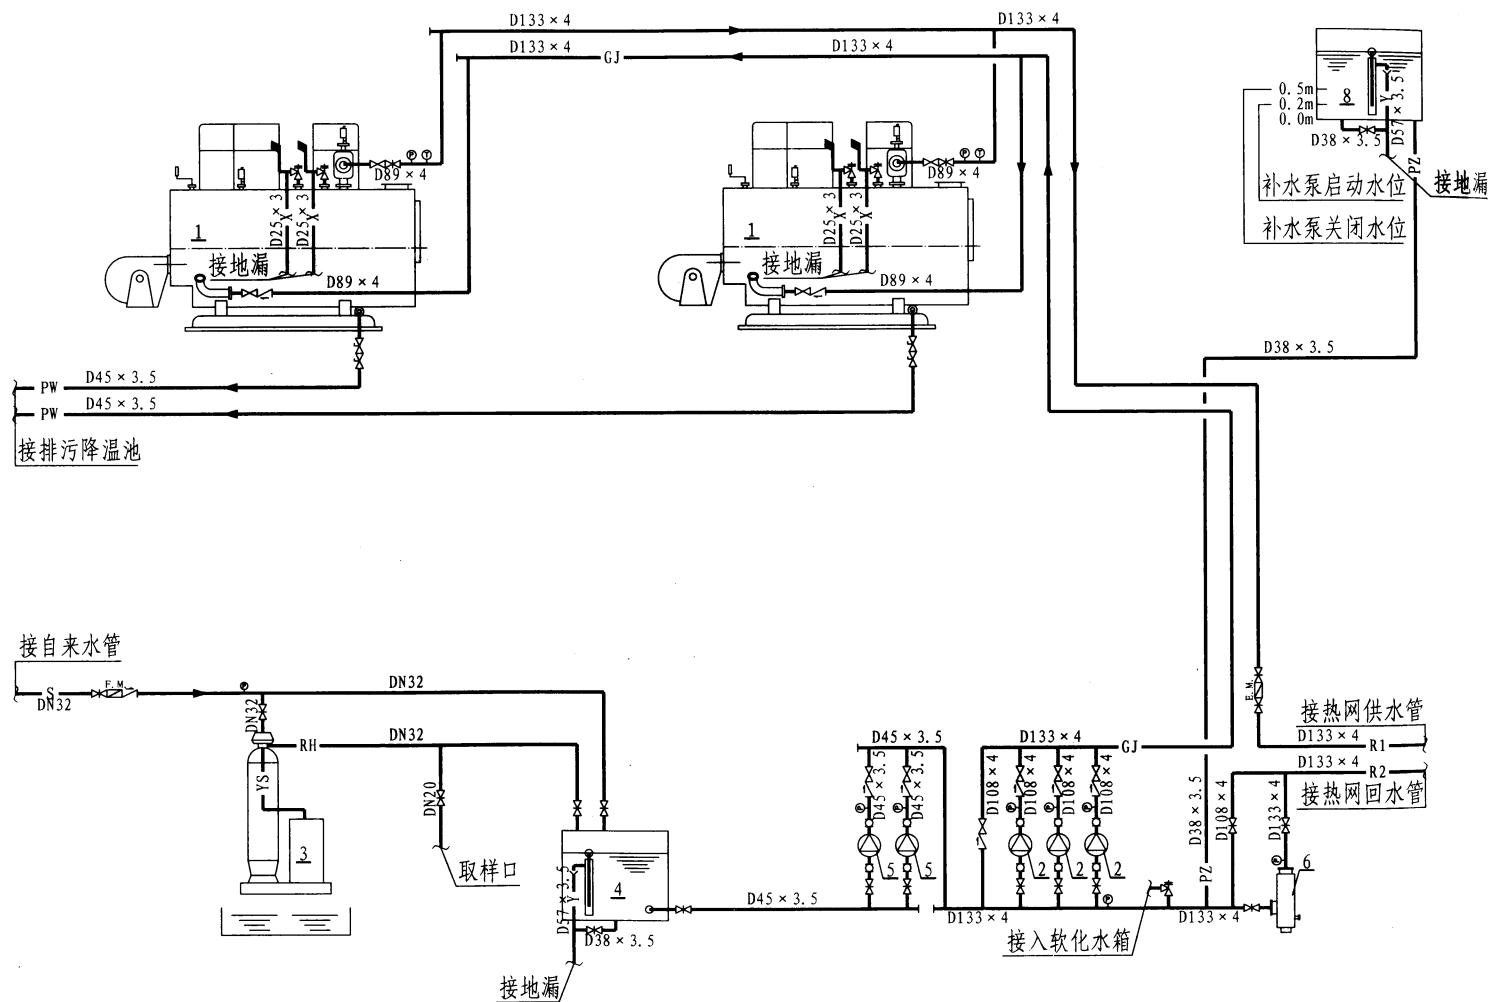 D133×4
D133×4
D133×4
GJ
D133×4
0.5m
0.2m
0.0m
8
Y
D57×3.5
D38×3.5
PZ
接地漏
补水泵启动水位
补水泵关闭水位
P
T
D89×4
D25×3
X
D25×3
X
1
接地漏
D89×4
P
T
D89×4
D25×3
X
D25×3
X
1
接地漏
D89×4
D38×3.5
PW
D45×3.5
PW
D45×3.5
接排污降温池
接自来水管
S
DN32
F.M.
P
DN32
DN32
RH
DN32
YS
DN20
3
取样口
D57×3.5
Y
4
D38×3.5
接地漏
D45×3.5
D45×3.5
D45×3.5
D45×3.5
P
P
5
5
D133×4
GJ
D108×4
D108×4
D108×4
D108×4
P
P
P
2
2
2
D133×4
P
接入软化水箱
D38×3.5
PZ
D108×4
D133×4
D133×4
P
6
E.M.
接热网供水管
D133×4
R1
D133×4
R2
接热网回水管